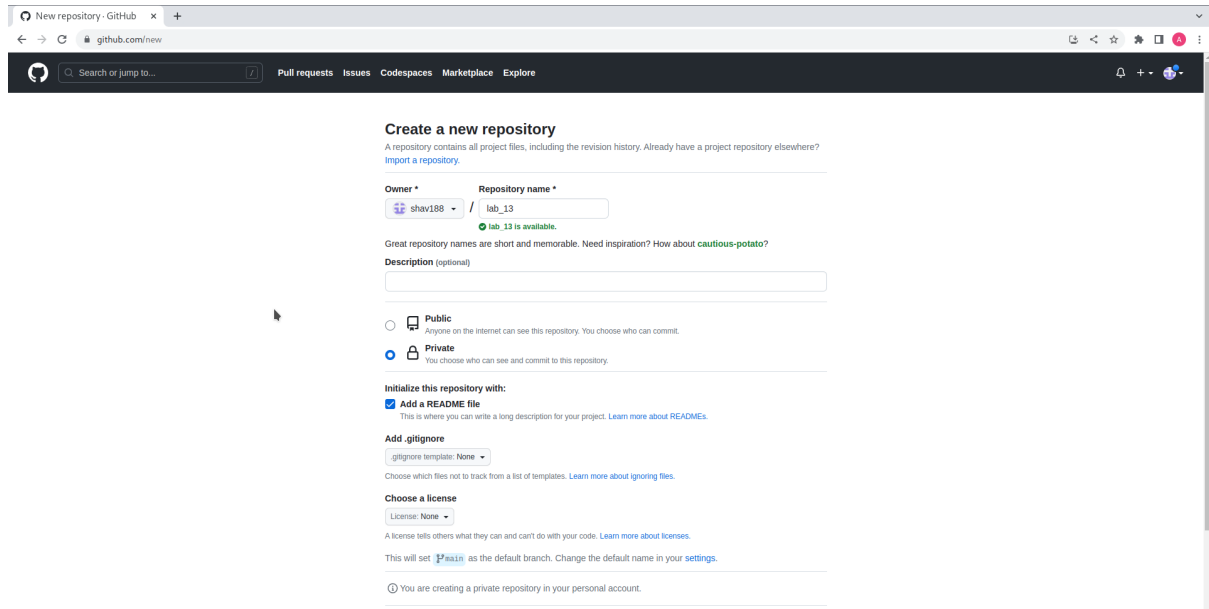 New repository · GitHub
github.com/new
A
Search or jump to...
/
Pull requests Issues Codespaces Marketplace Explore
Create a new repository
A repository contains all project files, including the revision history. Already have a project repository elsewhere?
Import a repository.
Owner * Repository name *
shav188 / lab_13
lab_13 is available.
Great repository names are short and memorable. Need inspiration? How about cautious-potato?
Description (optional)
Public
Anyone on the internet can see this repository. You choose who can commit.
Private
You choose who can see and commit to this repository.
Initialize this repository with:
Add a README file
This is where you can write a long description for your project. Learn more about READMEs.
Add .gitignore
.gitignore template: None
Choose which files not to track from a list of templates. Learn more about ignoring files.
Choose a license
License: None
A license tells others what they can and can't do with your code. Learn more about licenses.
This will set main as the default branch. Change the default name in your settings.
You are creating a private repository in your personal account.